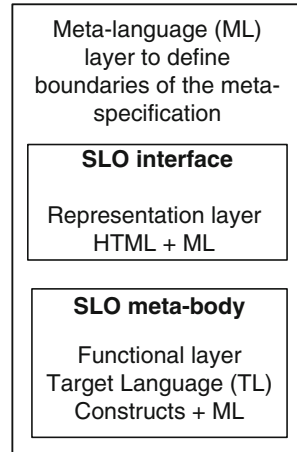 Meta-language (ML)
layer to define
boundaries of the meta-
specification
SLO interface
Representation layer
HTML + ML
SLO meta-body
Functional layer
Target Language (TL)
Constructs + ML